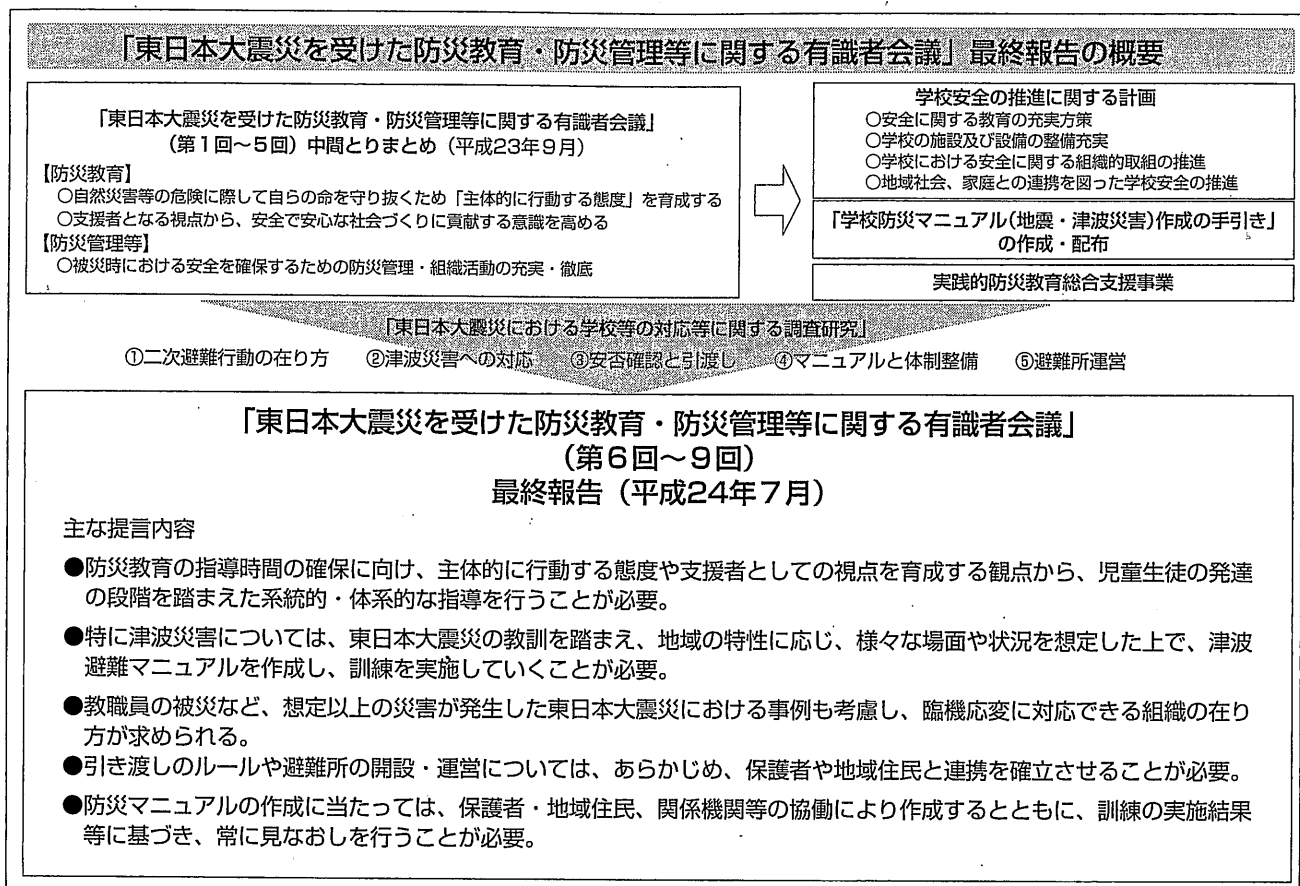 「東日本大震災を受けた防災教育・防災管理等に関する有識者会議」最終報告の概要
「東日本大震災を受けた防災教育・防災管理等に関する有識者会議」
(第1回～5回)中間とりまとめ(平成23年9月)
【防災教育】
○自然災害等の危険に際して自らの命を守り抜くため「主体的に行動する態度」を育成する
○支援者となる視点から、安全で安心な社会づくりに貢献する意識を高める
【防災管理等】
○被災時における安全を確保するための防災管理・組織活動の充実・徹底
学校安全の推進に関する計画
○安全に関する教育の充実方策
○学校の施設及び設備の整備充実
○学校における安全に関する組織的取組の推進
○地域社会、家庭との連携を図った学校安全の推進
「学校防災マニュアル(地震・津波災害)作成の手引き」
の作成・配布
実践的防災教育総合支援事業
「東日本大震災における学校等の対応等に関する調査研究」
①二次避難行動の在り方 ②津波災害への対応 ③安否確認と引渡し ④マニュアルと体制整備 ⑤避難所運営
「東日本大震災を受けた防災教育・防災管理等に関する有識者会議」
(第6回～9回)
最終報告(平成24年7月)
主な提言内容
●防災教育の指導時間の確保に向け、主体的に行動する態度や支援者としての視点を育成する観点から、児童生徒の発達
の段階を踏まえた系統的・体系的な指導を行うことが必要。
●特に津波災害については、東日本大震災の教訓を踏まえ、地域の特性に応じ、様々な場面や状況を想定した上で、津波
避難マニュアルを作成し、訓練を実施していくことが必要。
●教職員の被災など、想定以上の災害が発生した東日本大震災における事例も考慮し、臨機応変に対応できる組織の在り
方が求められる。
●引き渡しのルールや避難所の開設・運営については、あらかじめ、保護者や地域住民と連携を確立させることが必要。
●防災マニュアルの作成に当たっては、保護者・地域住民、関係機関等の協働により作成するとともに、訓練の実施結果
等に基づき、常に見なおしを行うことが必要。